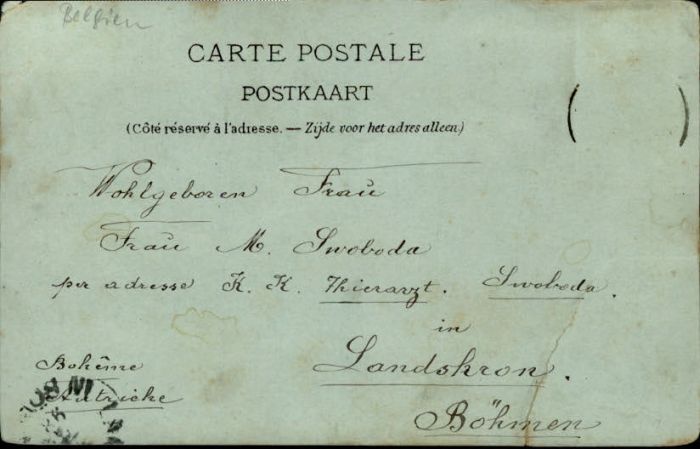 Belgien
CARTE POSTALE
POSTKAART
(Côté réservé à l'adresse. — Zijde voor het adres alleen)
Wohlgeboren Frau
Frau M. Swoboda
per adresse K. K. Thierarzt. Swoboda.
in
Landskron.
Bohême
Autriche
Böhmen